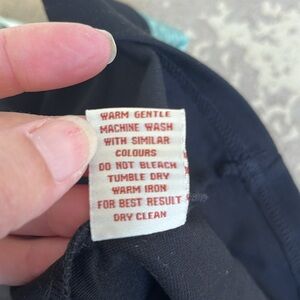 WARM GENTLE
MACHINE WASH
WITH SIMILAR
COLOURS
DO NOT BLEACH
TUMBLE DRY
WARM IRON
FOR BEST RESULT
DRY CLEAN